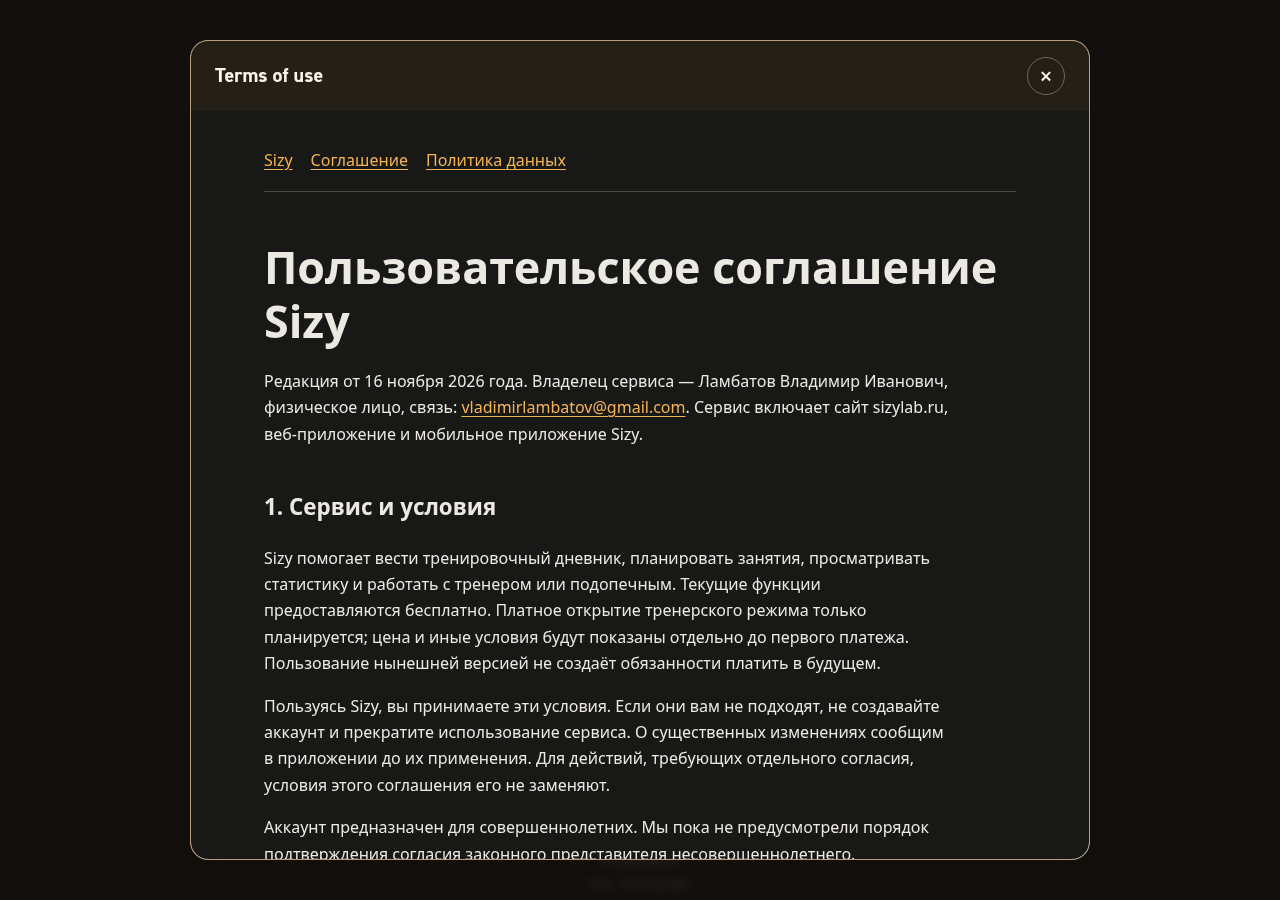 Terms of use
×
Sizy Соглашение Политика данных
Пользовательское соглашение
Sizy
Редакция от 16 ноября 2026 года. Владелец сервиса — Ламбатов Владимир Иванович,
физическое лицо, связь: vladimirlambatov@gmail.com. Сервис включает сайт sizylab.ru,
веб-приложение и мобильное приложение Sizy.
1. Сервис и условия
Sizy помогает вести тренировочный дневник, планировать занятия, просматривать
статистику и работать с тренером или подопечным. Текущие функции
предоставляются бесплатно. Платное открытие тренерского режима только
планируется; цена и иные условия будут показаны отдельно до первого платежа.
Пользование нынешней версией не создаёт обязанности платить в будущем.
Пользуясь Sizy, вы принимаете эти условия. Если они вам не подходят, не создавайте
аккаунт и прекратите использование сервиса. О существенных изменениях сообщим
в приложении до их применения. Для действий, требующих отдельного согласия,
условия этого соглашения его не заменяют.
Аккаунт предназначен для совершеннолетних. Мы пока не предусмотрели порядок
подтверждения согласия законного представителя несовершеннолетнего.